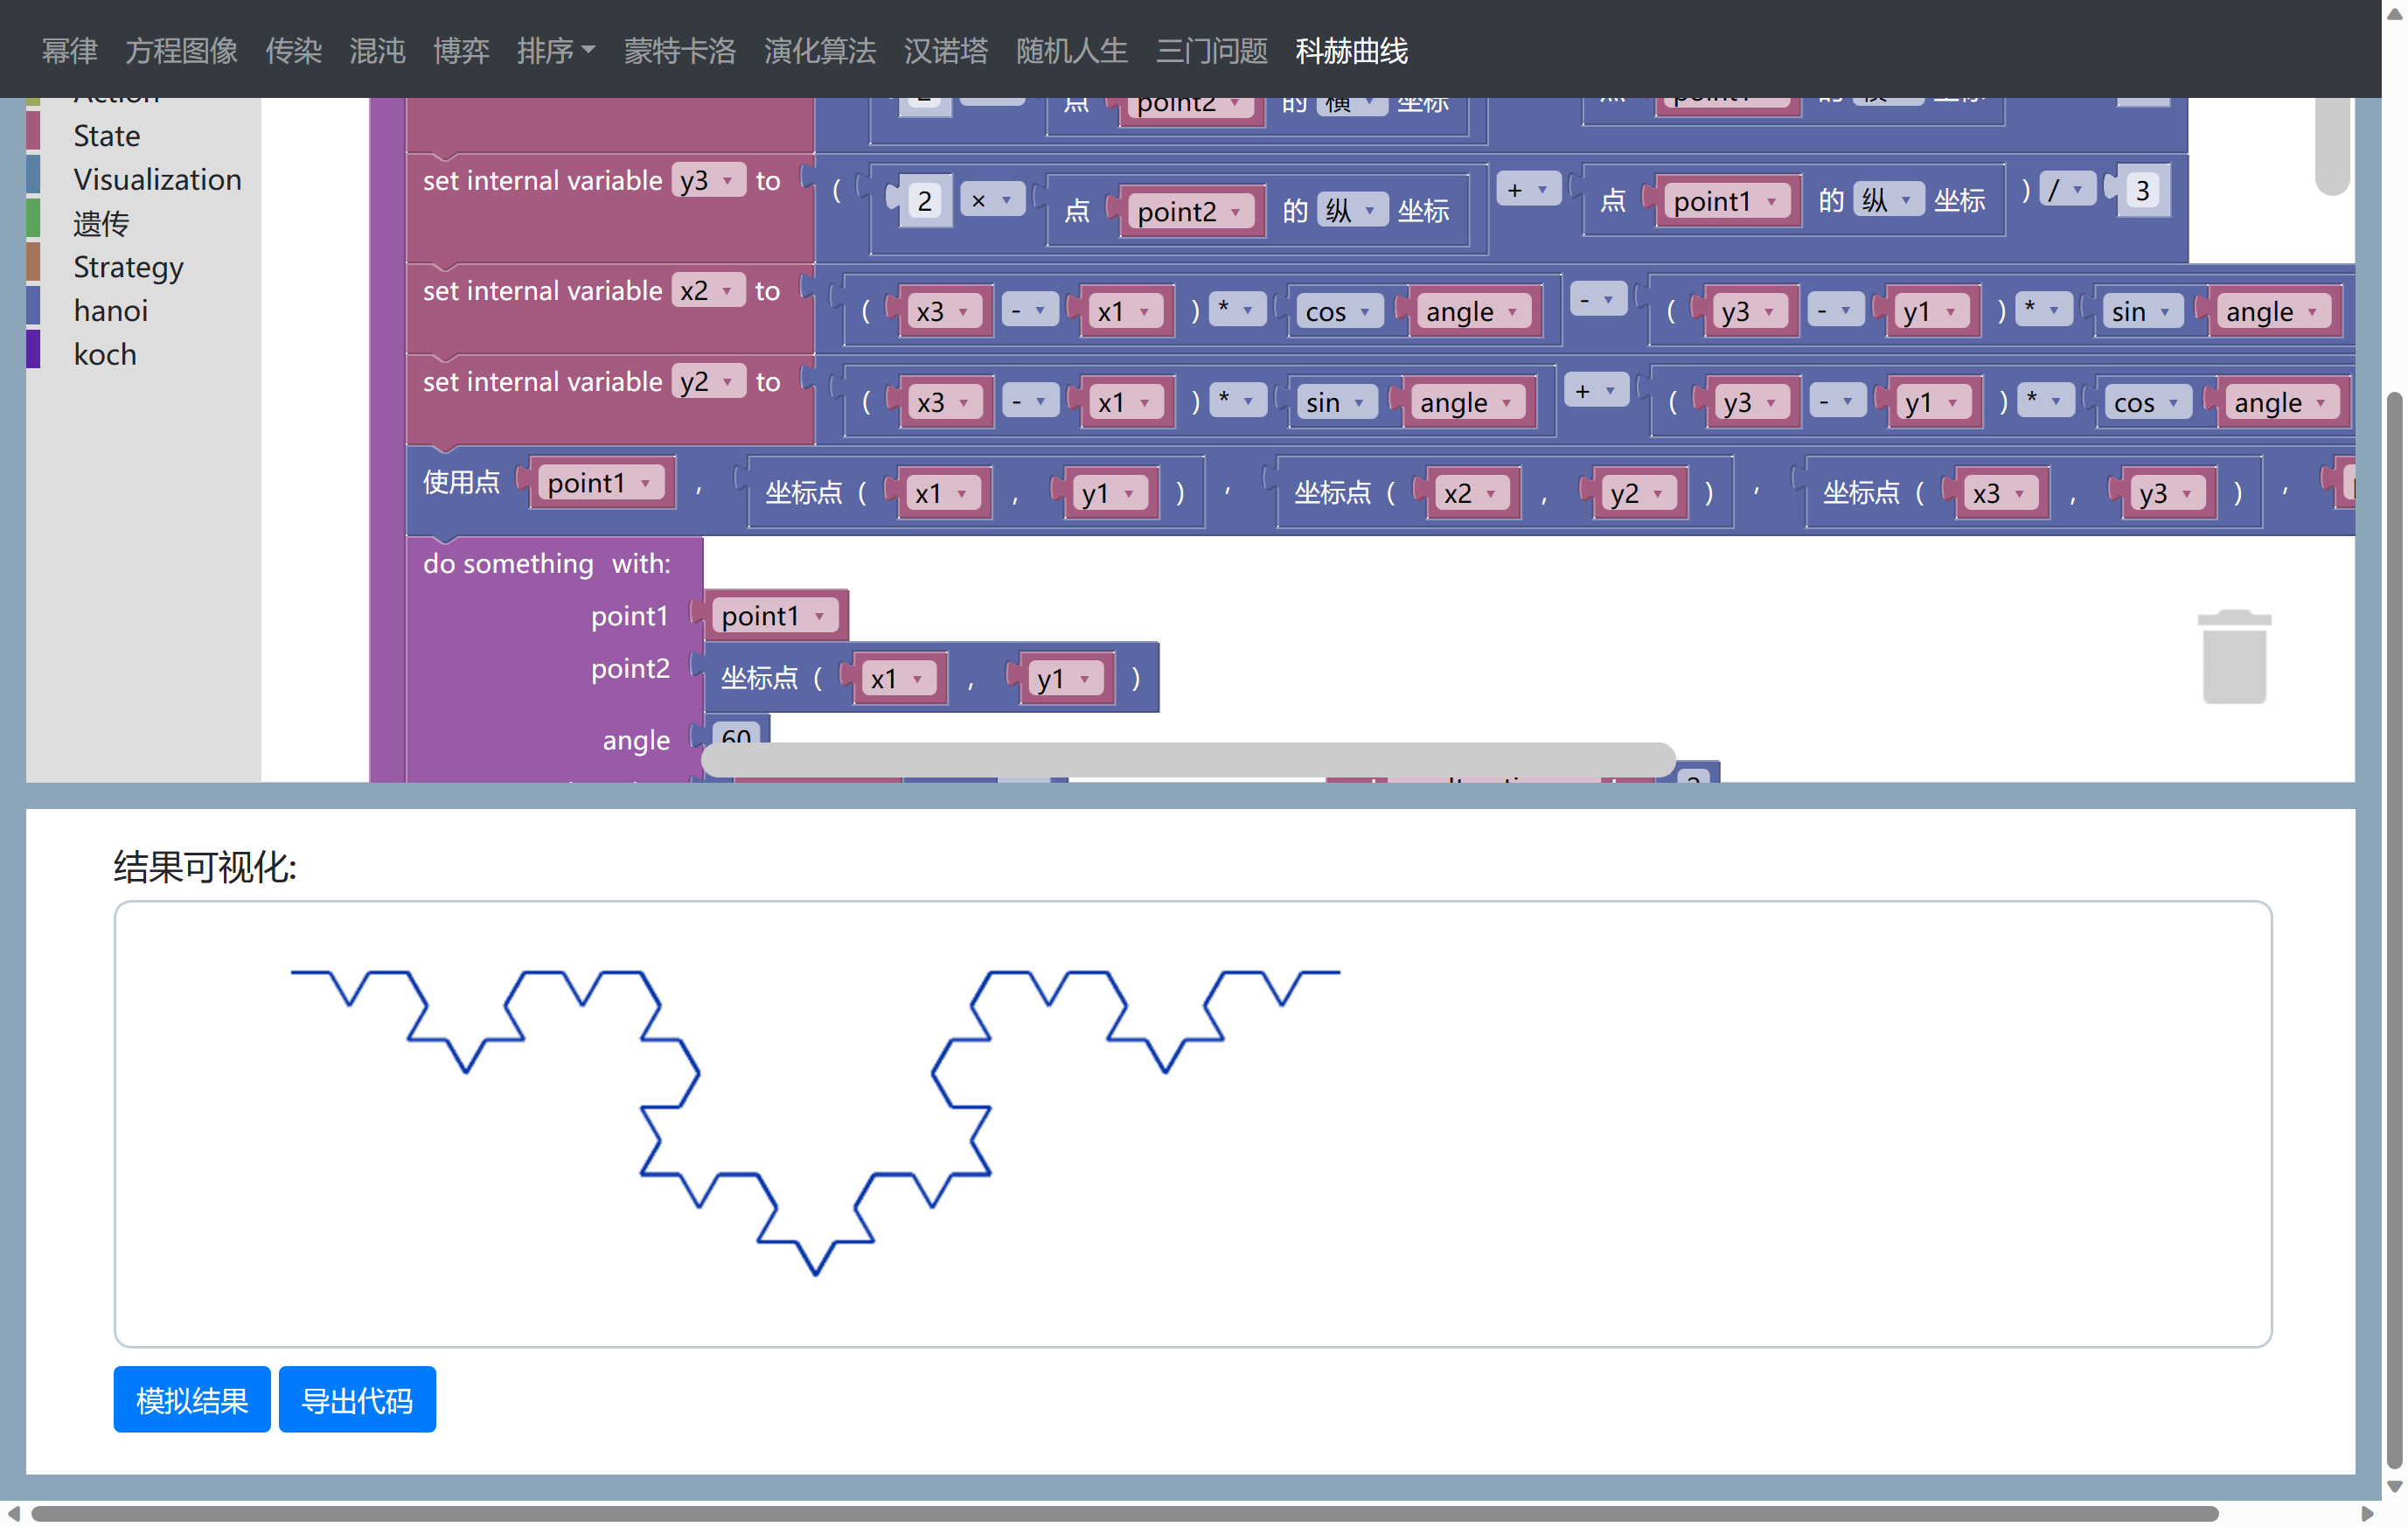 幂律 方程图像 传染 混沌 博弈 排序 蒙特卡洛 演化算法 汉诺塔 随机人生 三门问题 科赫曲线
Action
State
Visualization
遗传
Strategy
hanoi
koch
2 点 point2 的 横 坐标 点 point1 的 坐标
set internal variable y3 to ( 2 × 点 point2 的 纵 坐标 + 点 point1 的 纵 坐标 ) / 3
set internal variable x2 to ( x3 - x1 ) * cos angle - ( y3 - y1 ) * sin angle
set internal variable y2 to ( x3 - x1 ) * sin angle + ( y3 - y1 ) * cos angle
使用点 point1 , 坐标点 ( x1 , y1 ) , 坐标点 ( x2 , y2 ) , 坐标点 ( x3 , y3 ) ,
do something with:
point1 point1
point2 坐标点 ( x1 , y1 )
angle 60
结果可视化:
模拟结果 导出代码